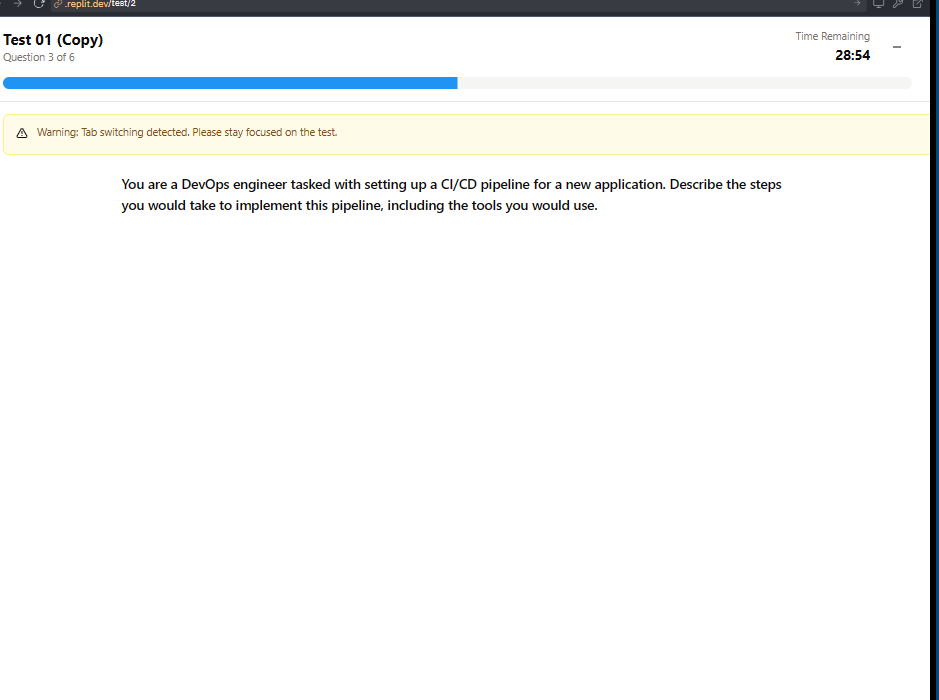 .replit.dev/test/2
Test 01 (Copy)
Question 3 of 6
Time Remaining
28:54
Warning: Tab switching detected. Please stay focused on the test.
You are a DevOps engineer tasked with setting up a CI/CD pipeline for a new application. Describe the steps
you would take to implement this pipeline, including the tools you would use.